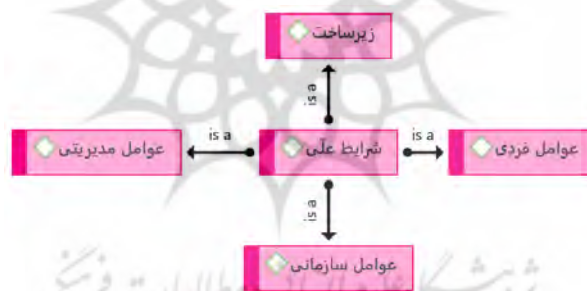 زیرساخت
is a
عوامل مدیریتی
is a
شرایط علّی
is a
عوامل فردی
is a
عوامل سازمانی